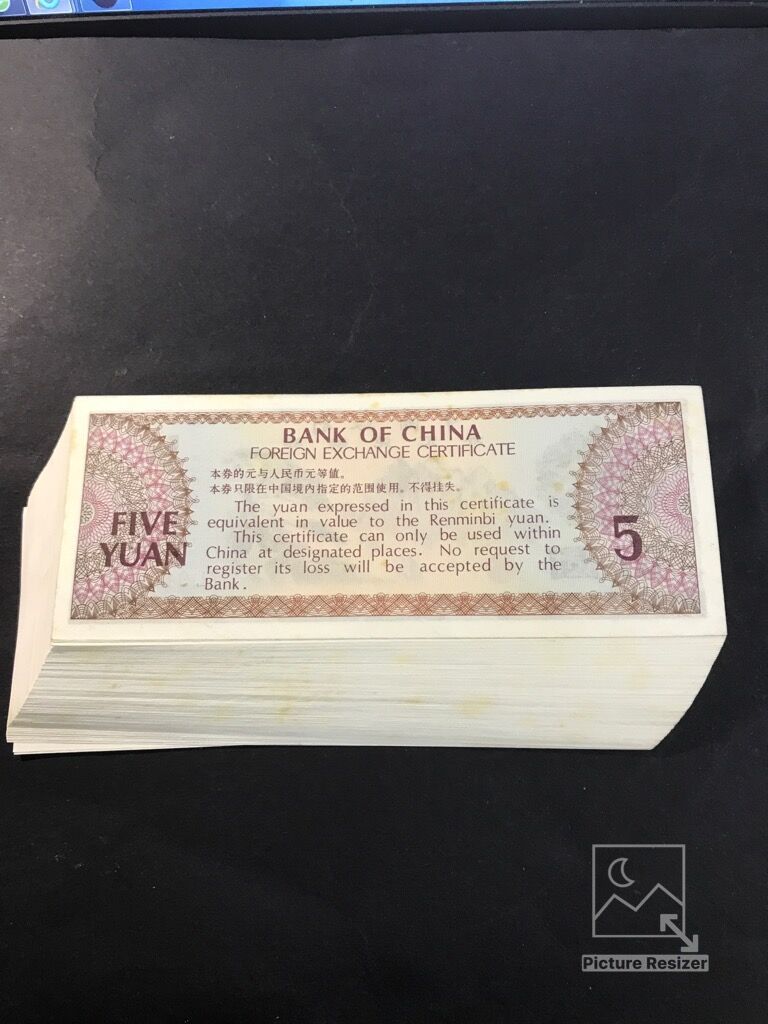 BANK OF CHINA
FOREIGN EXCHANGE CERTIFICATE
本券的元与人民币元等值。
本券只限在中国境内指定的范围使用。不得挂失。
The yuan expressed in this certificate is
equivalent in value to the Renminbi yuan.
This certificate can only be used within
China at designated places. No request to
register its loss will be accepted by the
Bank.
FIVE
YUAN
5
Picture Resizer